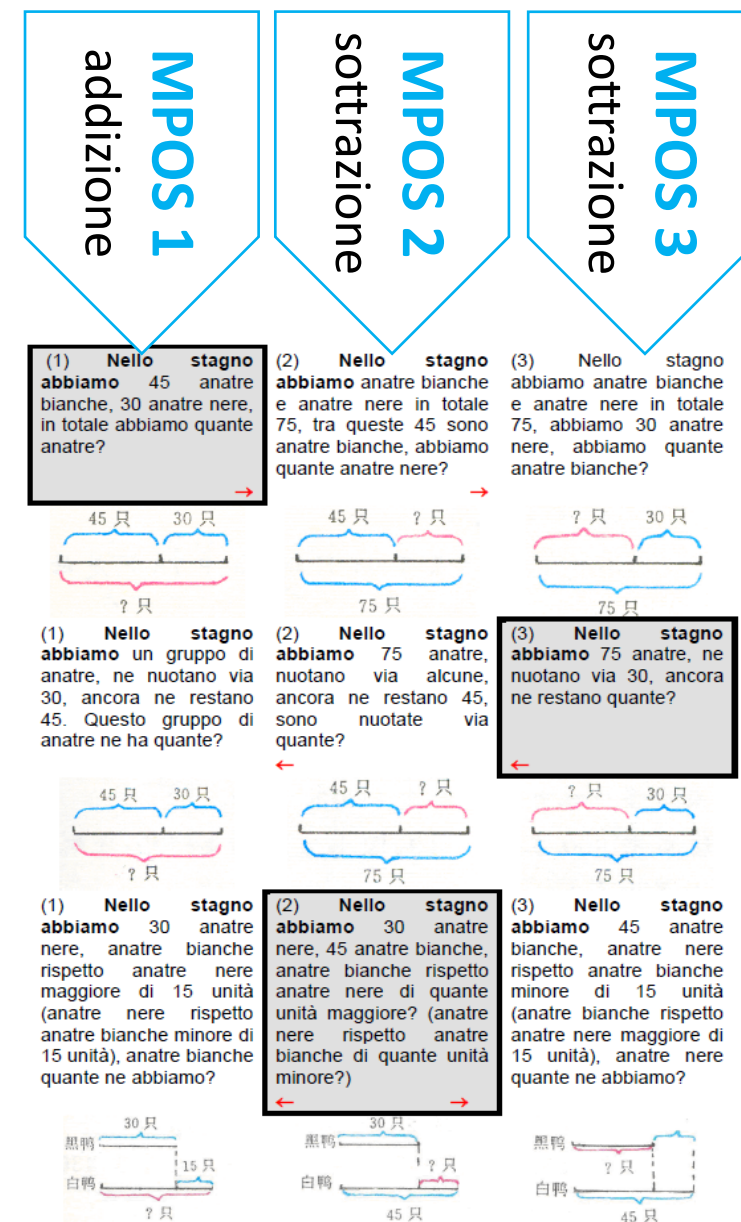 MPOS 1
addizione
MPOS 2
sottrazione
MPOS 3
sottrazione
(1) Nello stagno
abbiamo 45 anatre
bianche, 30 anatre nere,
in totale abbiamo quante
anatre?
→
(2) Nello stagno
abbiamo anatre bianche
e anatre nere in totale
75, tra queste 45 sono
anatre bianche, abbiamo
quante anatre nere?
→
(3) Nello stagno
abbiamo anatre bianche
e anatre nere in totale
75, abbiamo 30 anatre
nere, abbiamo quante
anatre bianche?
45 只 30 只
? 只
45 只 ? 只
75 只
? 只 30 只
75 只
(1) Nello stagno
abbiamo un gruppo di
anatre, ne nuotano via
30, ancora ne restano
45. Questo gruppo di
anatre ne ha quante?
(2) Nello stagno
abbiamo 75 anatre,
nuotano via alcune,
ancora ne restano 45,
sono nuotate via
quante?
←
(3) Nello stagno
abbiamo 75 anatre, ne
nuotano via 30, ancora
ne restano quante?
←
45 只 30 只
? 只
45 只 ? 只
75 只
? 只 30 只
75 只
(1) Nello stagno
abbiamo 30 anatre
nere, anatre bianche
rispetto anatre nere
maggiore di 15 unità
(anatre nere rispetto
anatre bianche minore di
15 unità), anatre bianche
quante ne abbiamo?
(2) Nello stagno
abbiamo 30 anatre
nere, 45 anatre bianche,
anatre bianche rispetto
anatre nere di quante
unità maggiore? (anatre
nere rispetto anatre
bianche di quante unità
minore?)
← →
(3) Nello stagno
abbiamo 45 anatre
bianche, anatre nere
rispetto anatre bianche
minore di 15 unità
(anatre bianche rispetto
anatre nere maggiore di
15 unità), anatre nere
quante ne abbiamo?
30 只
黑鸭
15 只
白鸭
? 只
30 只
黑鸭
? 只
白鸭
45 只
黑鸭
? 只
白鸭
45 只